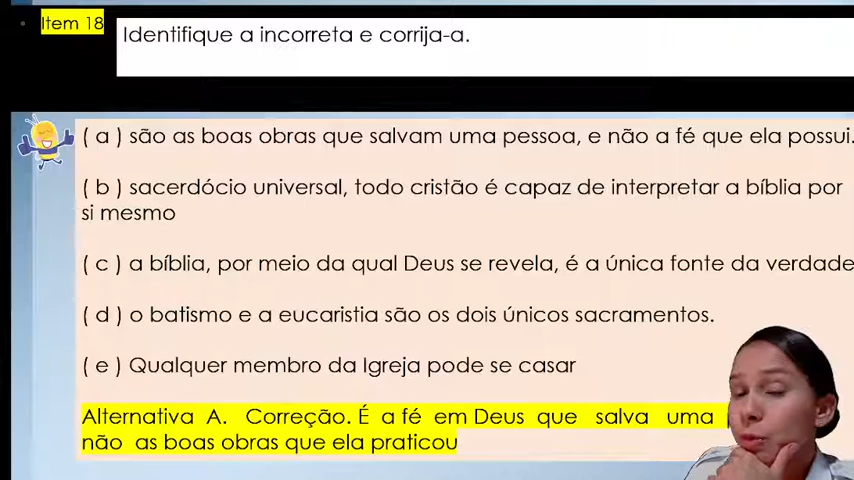 Item 18
Identifique a incorreta e corrija-a.
( a ) são as boas obras que salvam uma pessoa, e não a fé que ela possui.
( b ) sacerdócio universal, todo cristão é capaz de interpretar a bíblia por
si mesmo
( c ) a bíblia, por meio da qual Deus se revela, é a única fonte da verdade
( d ) o batismo e a eucaristia são os dois únicos sacramentos.
( e ) Qualquer membro da Igreja pode se casar
Alternativa A. Correção. É a fé em Deus que salva uma
não as boas obras que ela praticou